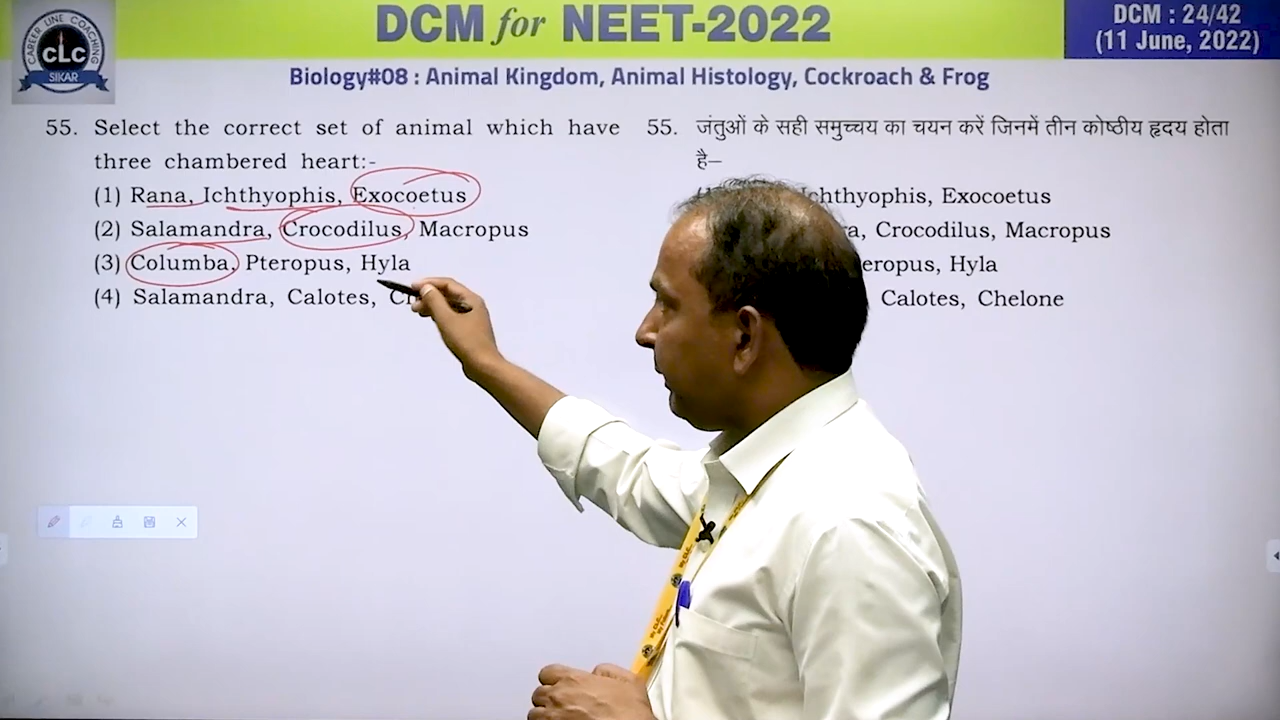 CAREER LINE COACHING
CLC
SIKAR
DCM for NEET-2022
DCM : 24/42
(11 June, 2022)
Biology#08 : Animal Kingdom, Animal Histology, Cockroach & Frog
55. Select the correct set of animal which have
three chambered heart:-
(1) Rana, Ichthyophis, Exocoetus
(2) Salamandra, Crocodilus, Macropus
(3) Columba, Pteropus, Hyla
(4) Salamandra, Calotes,
55. जंतुओं के सही समुच्चय का चयन करें जिनमें तीन कोष्ठीय हृदय होता
है–
Ichthyophis, Exocoetus
Crocodilus, Macropus
Hyla
Calotes, Chelone